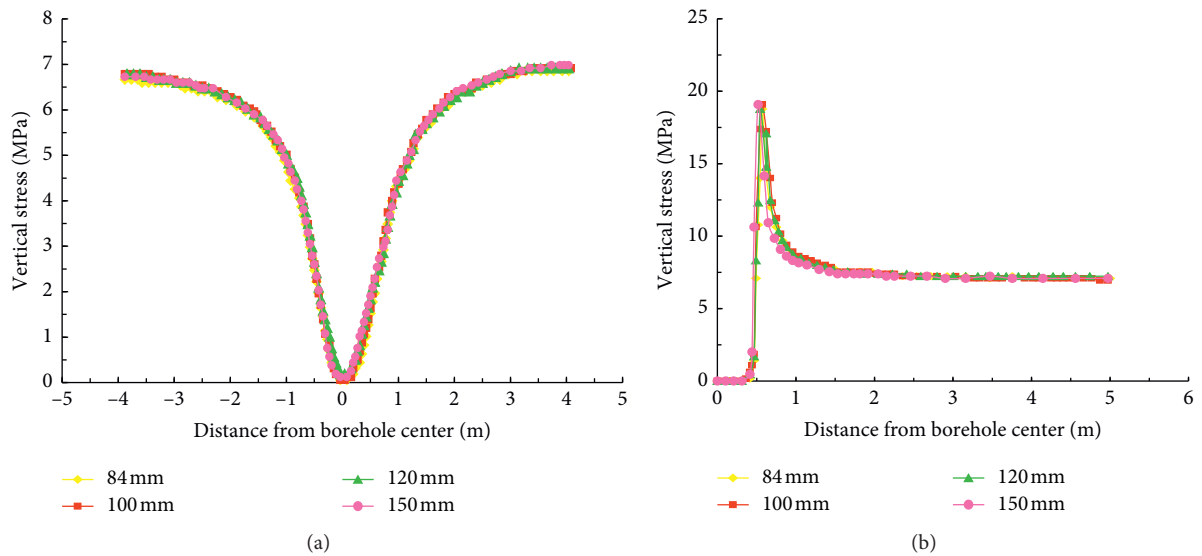 8
7
6
5
4
3
2
1
0
Vertical stress (MPa)
−5 −4 −3 −2 −1 0 1 2 3 4 5
Distance from borehole center (m)
84 mm
100 mm
120 mm
150 mm
(a)
25
20
15
10
5
0
Vertical stress (MPa)
0 1 2 3 4 5 6
Distance from borehole center (m)
84 mm
100 mm
120 mm
150 mm
(b)